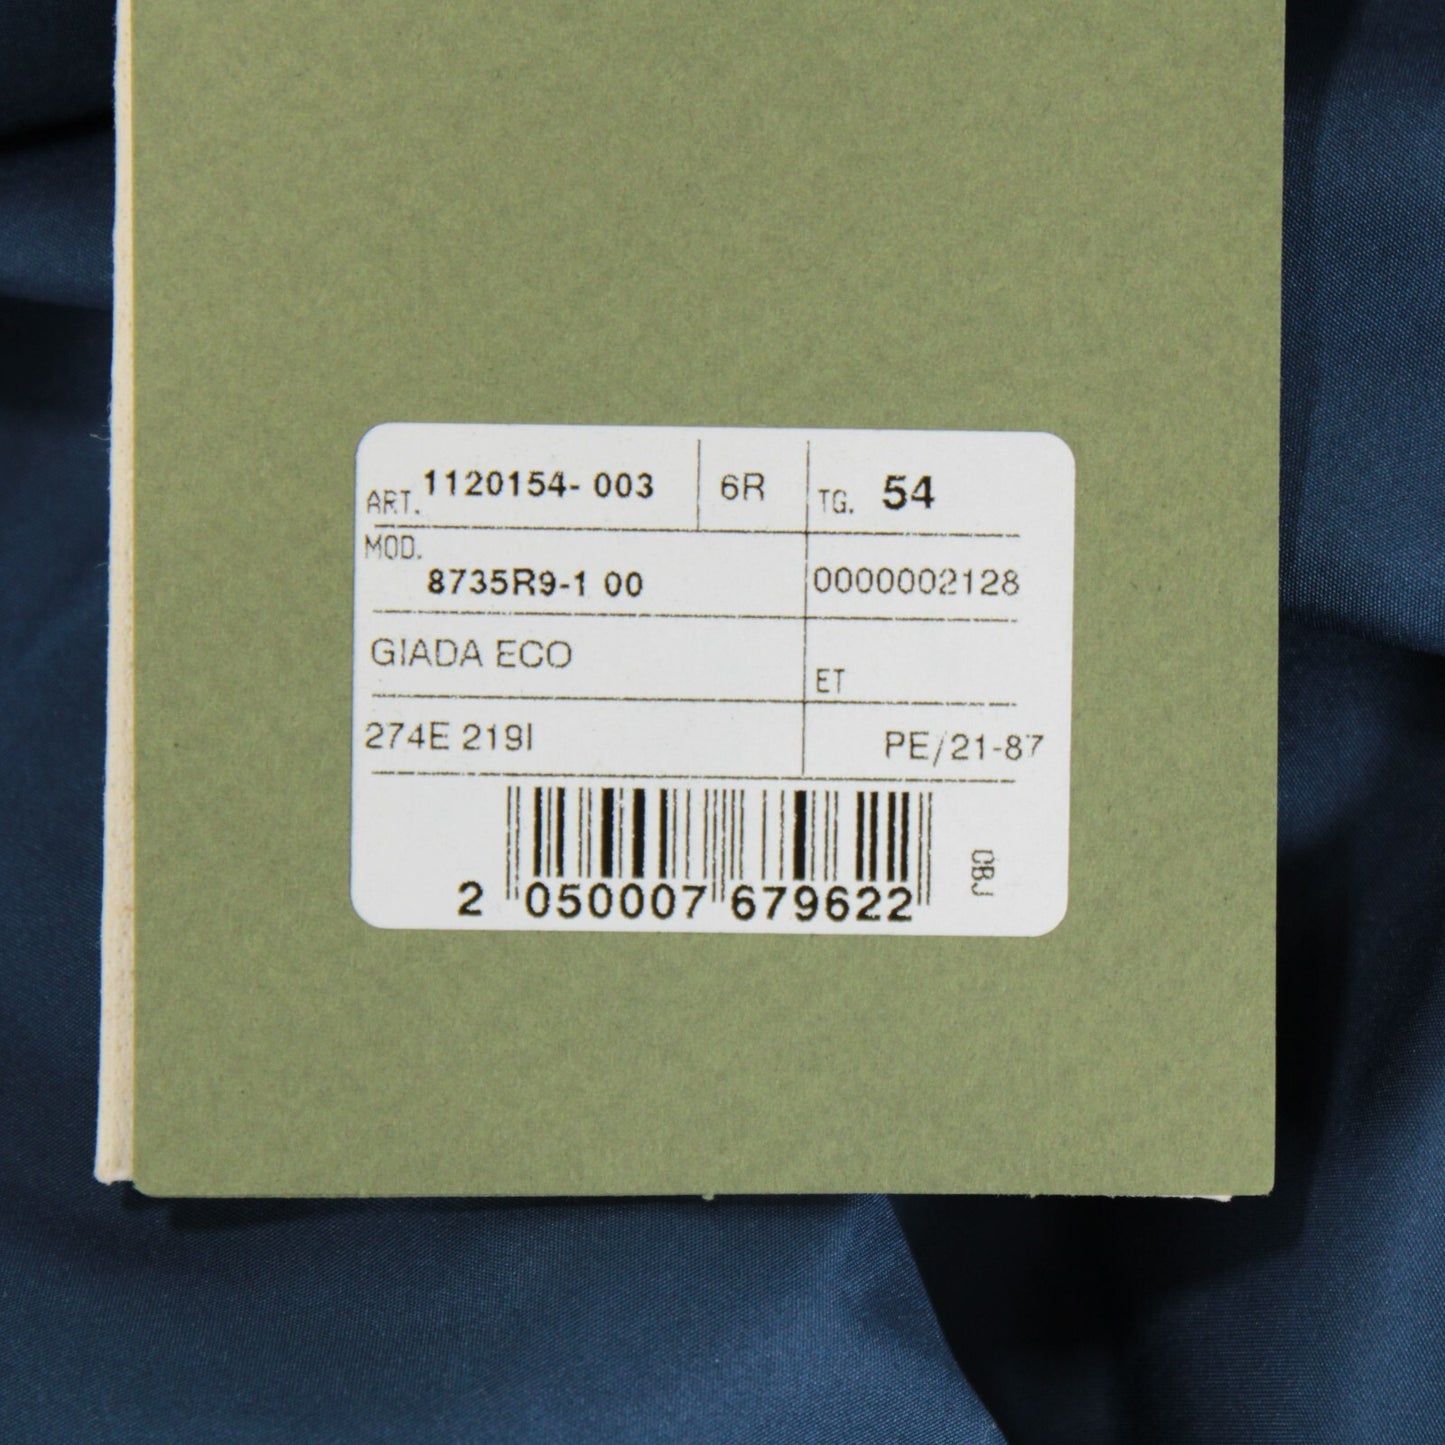 ART. 1120154- 003 6R TG. 54
MOD.
8735R9-1 00 0000002128
GIADA ECO
ET
274E 219I PE/21-87
2 050007 679622
CBJ